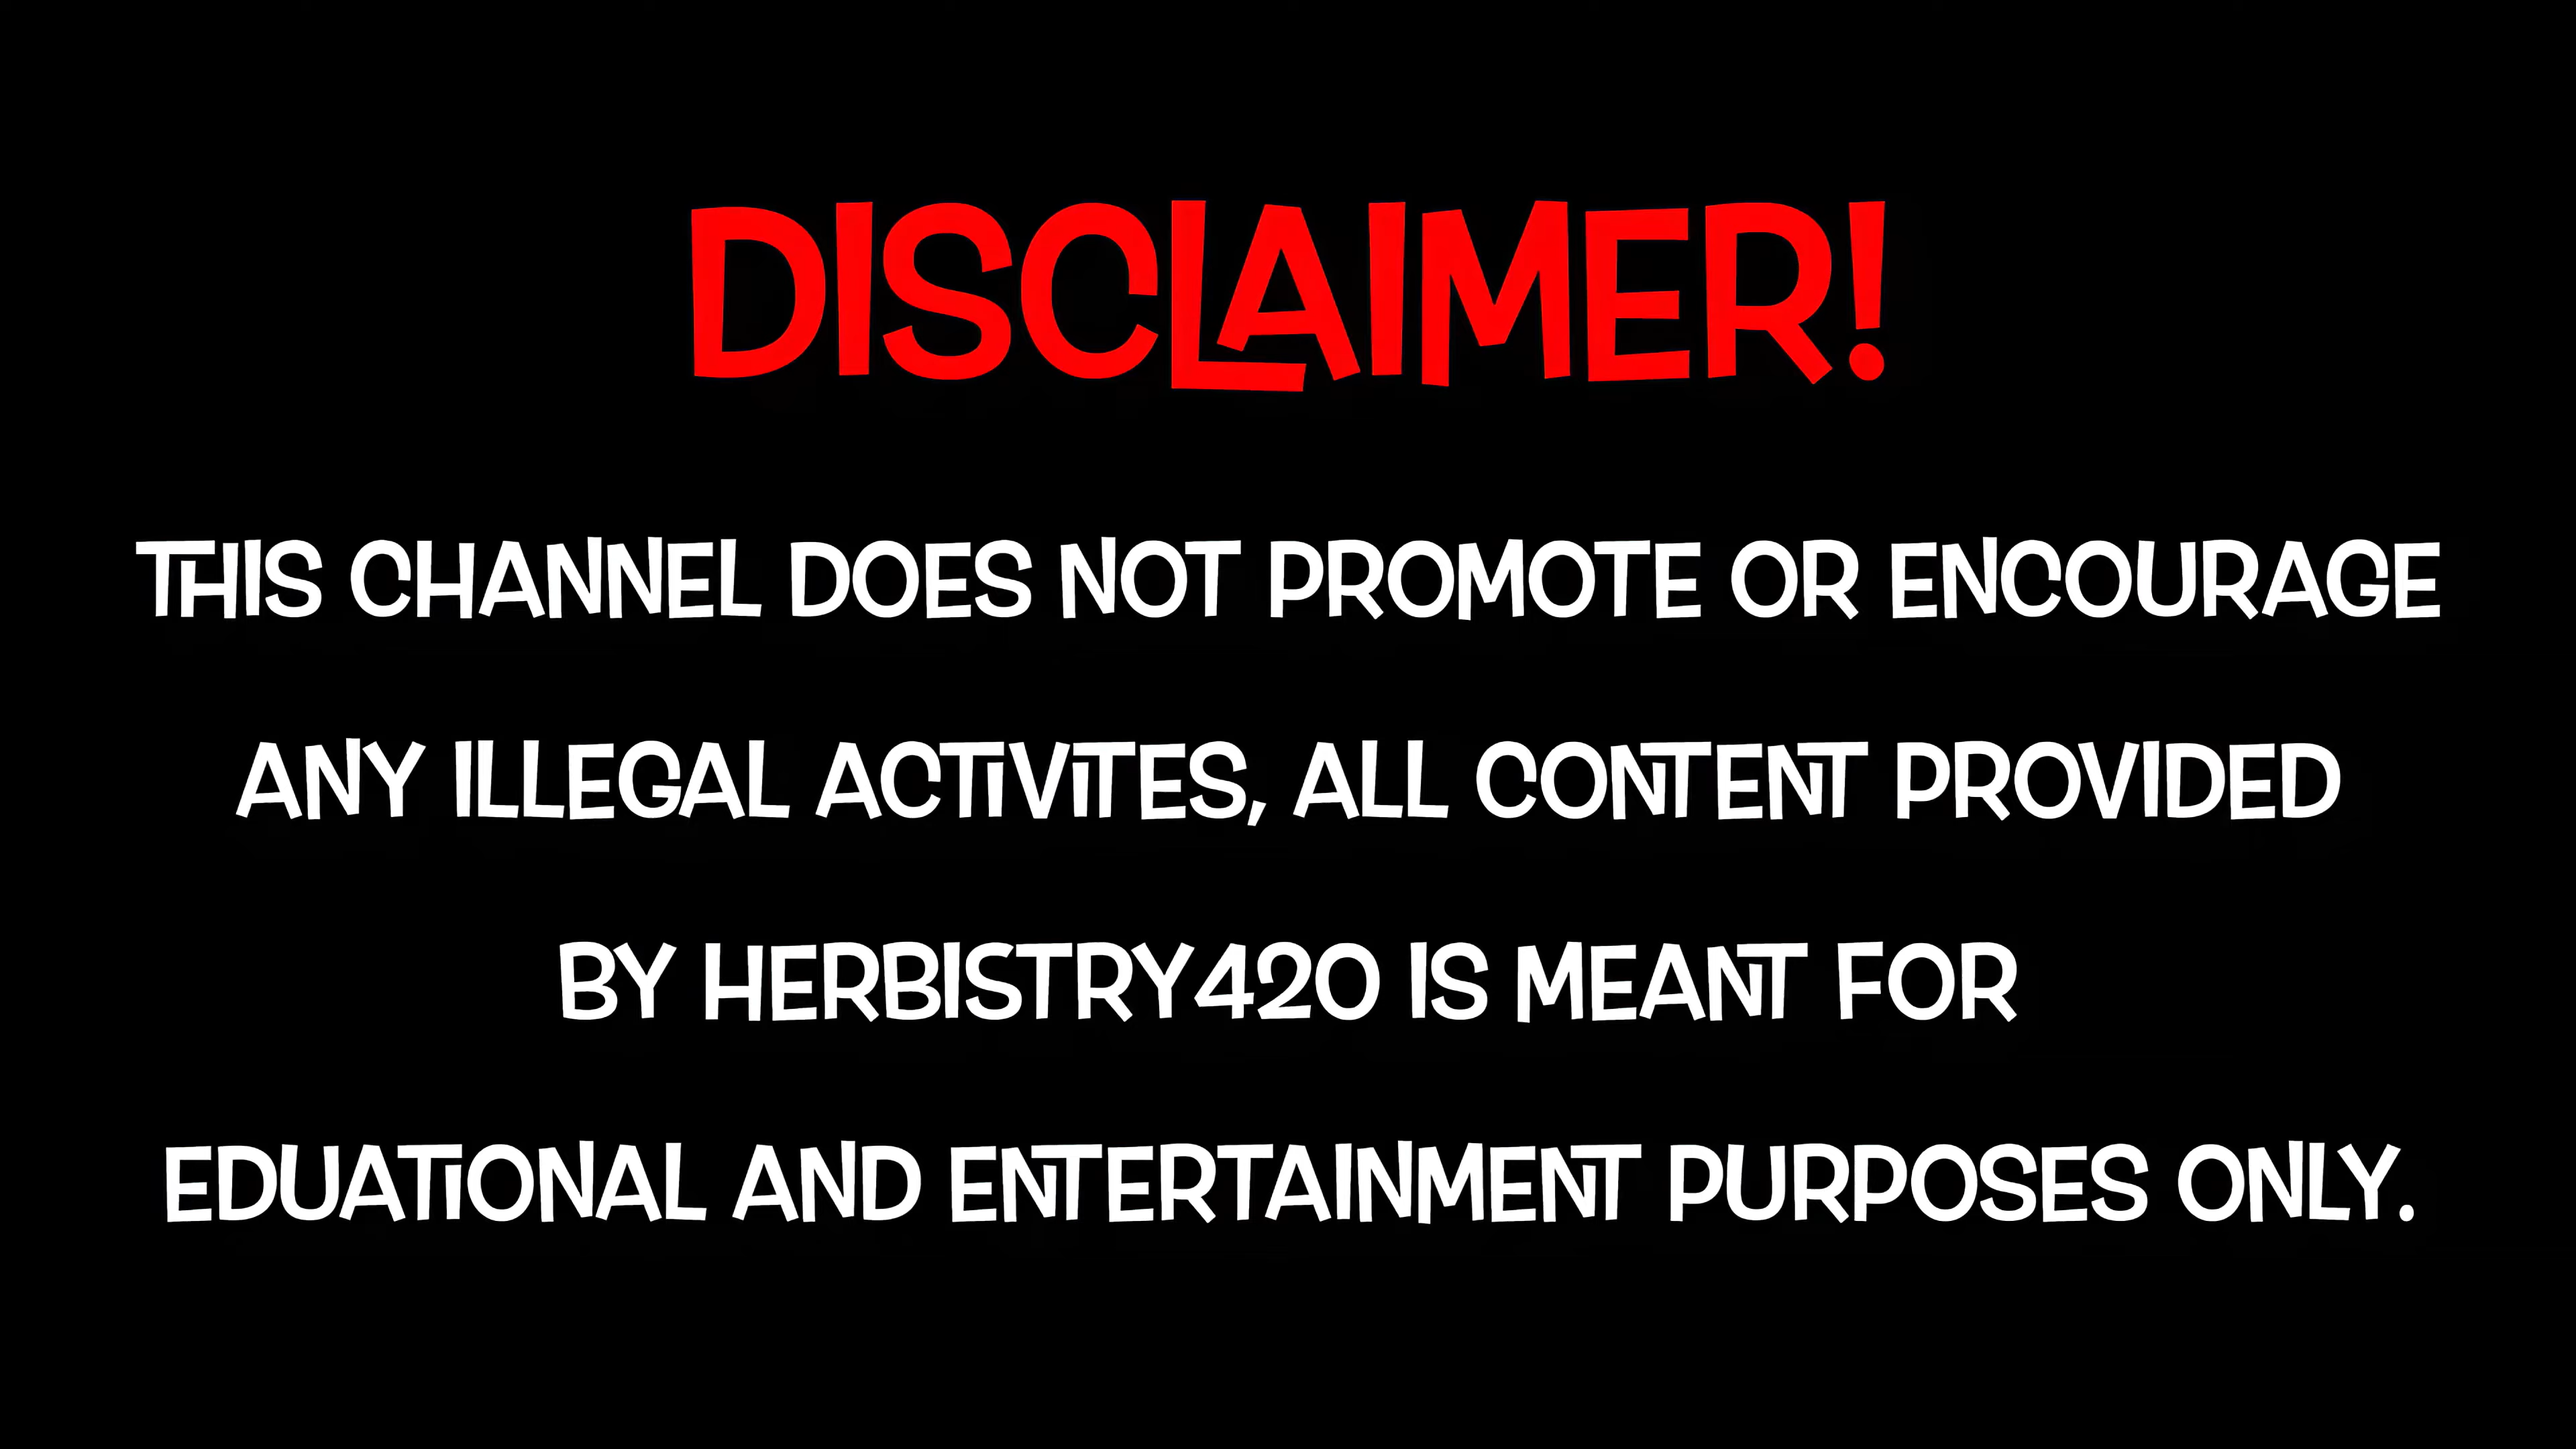 DISCLAIMER!
THIS CHANNEL DOES NOT PROMOTE OR ENCOURAGE
ANY ILLEGAL ACTIVITES, ALL CONTENT PROVIDED
BY HERBISTRY420 IS MEANT FOR
EDUATIONAL AND ENTERTAINMENT PURPOSES ONLY.